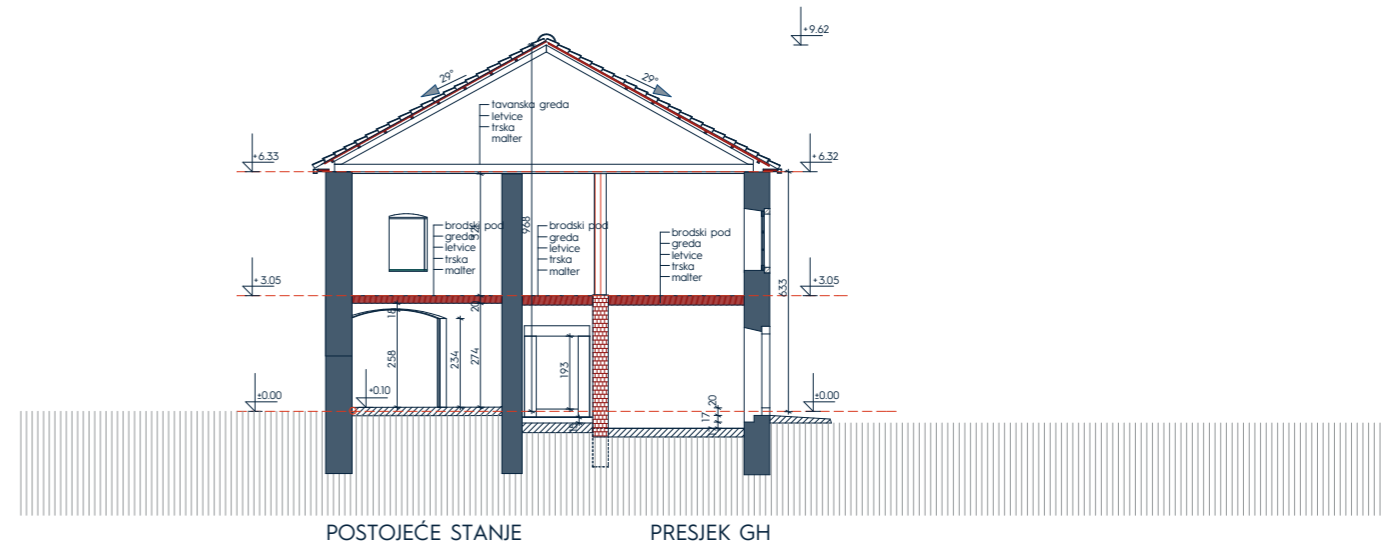 +9.62
29°
29°
tavanska greda
letvice
trska
malter
+6.33
+6.32
968
brodski pod
greda
letvice
trska
malter
brodski pod
greda
letvice
trska
malter
brodski pod
greda
letvice
trska
malter
+3.05
+3.05
633
18
20
258
234
274
193
+0.10
±0.00
±0.00
20
17
POSTOJEĆE STANJE
PRESJEK GH